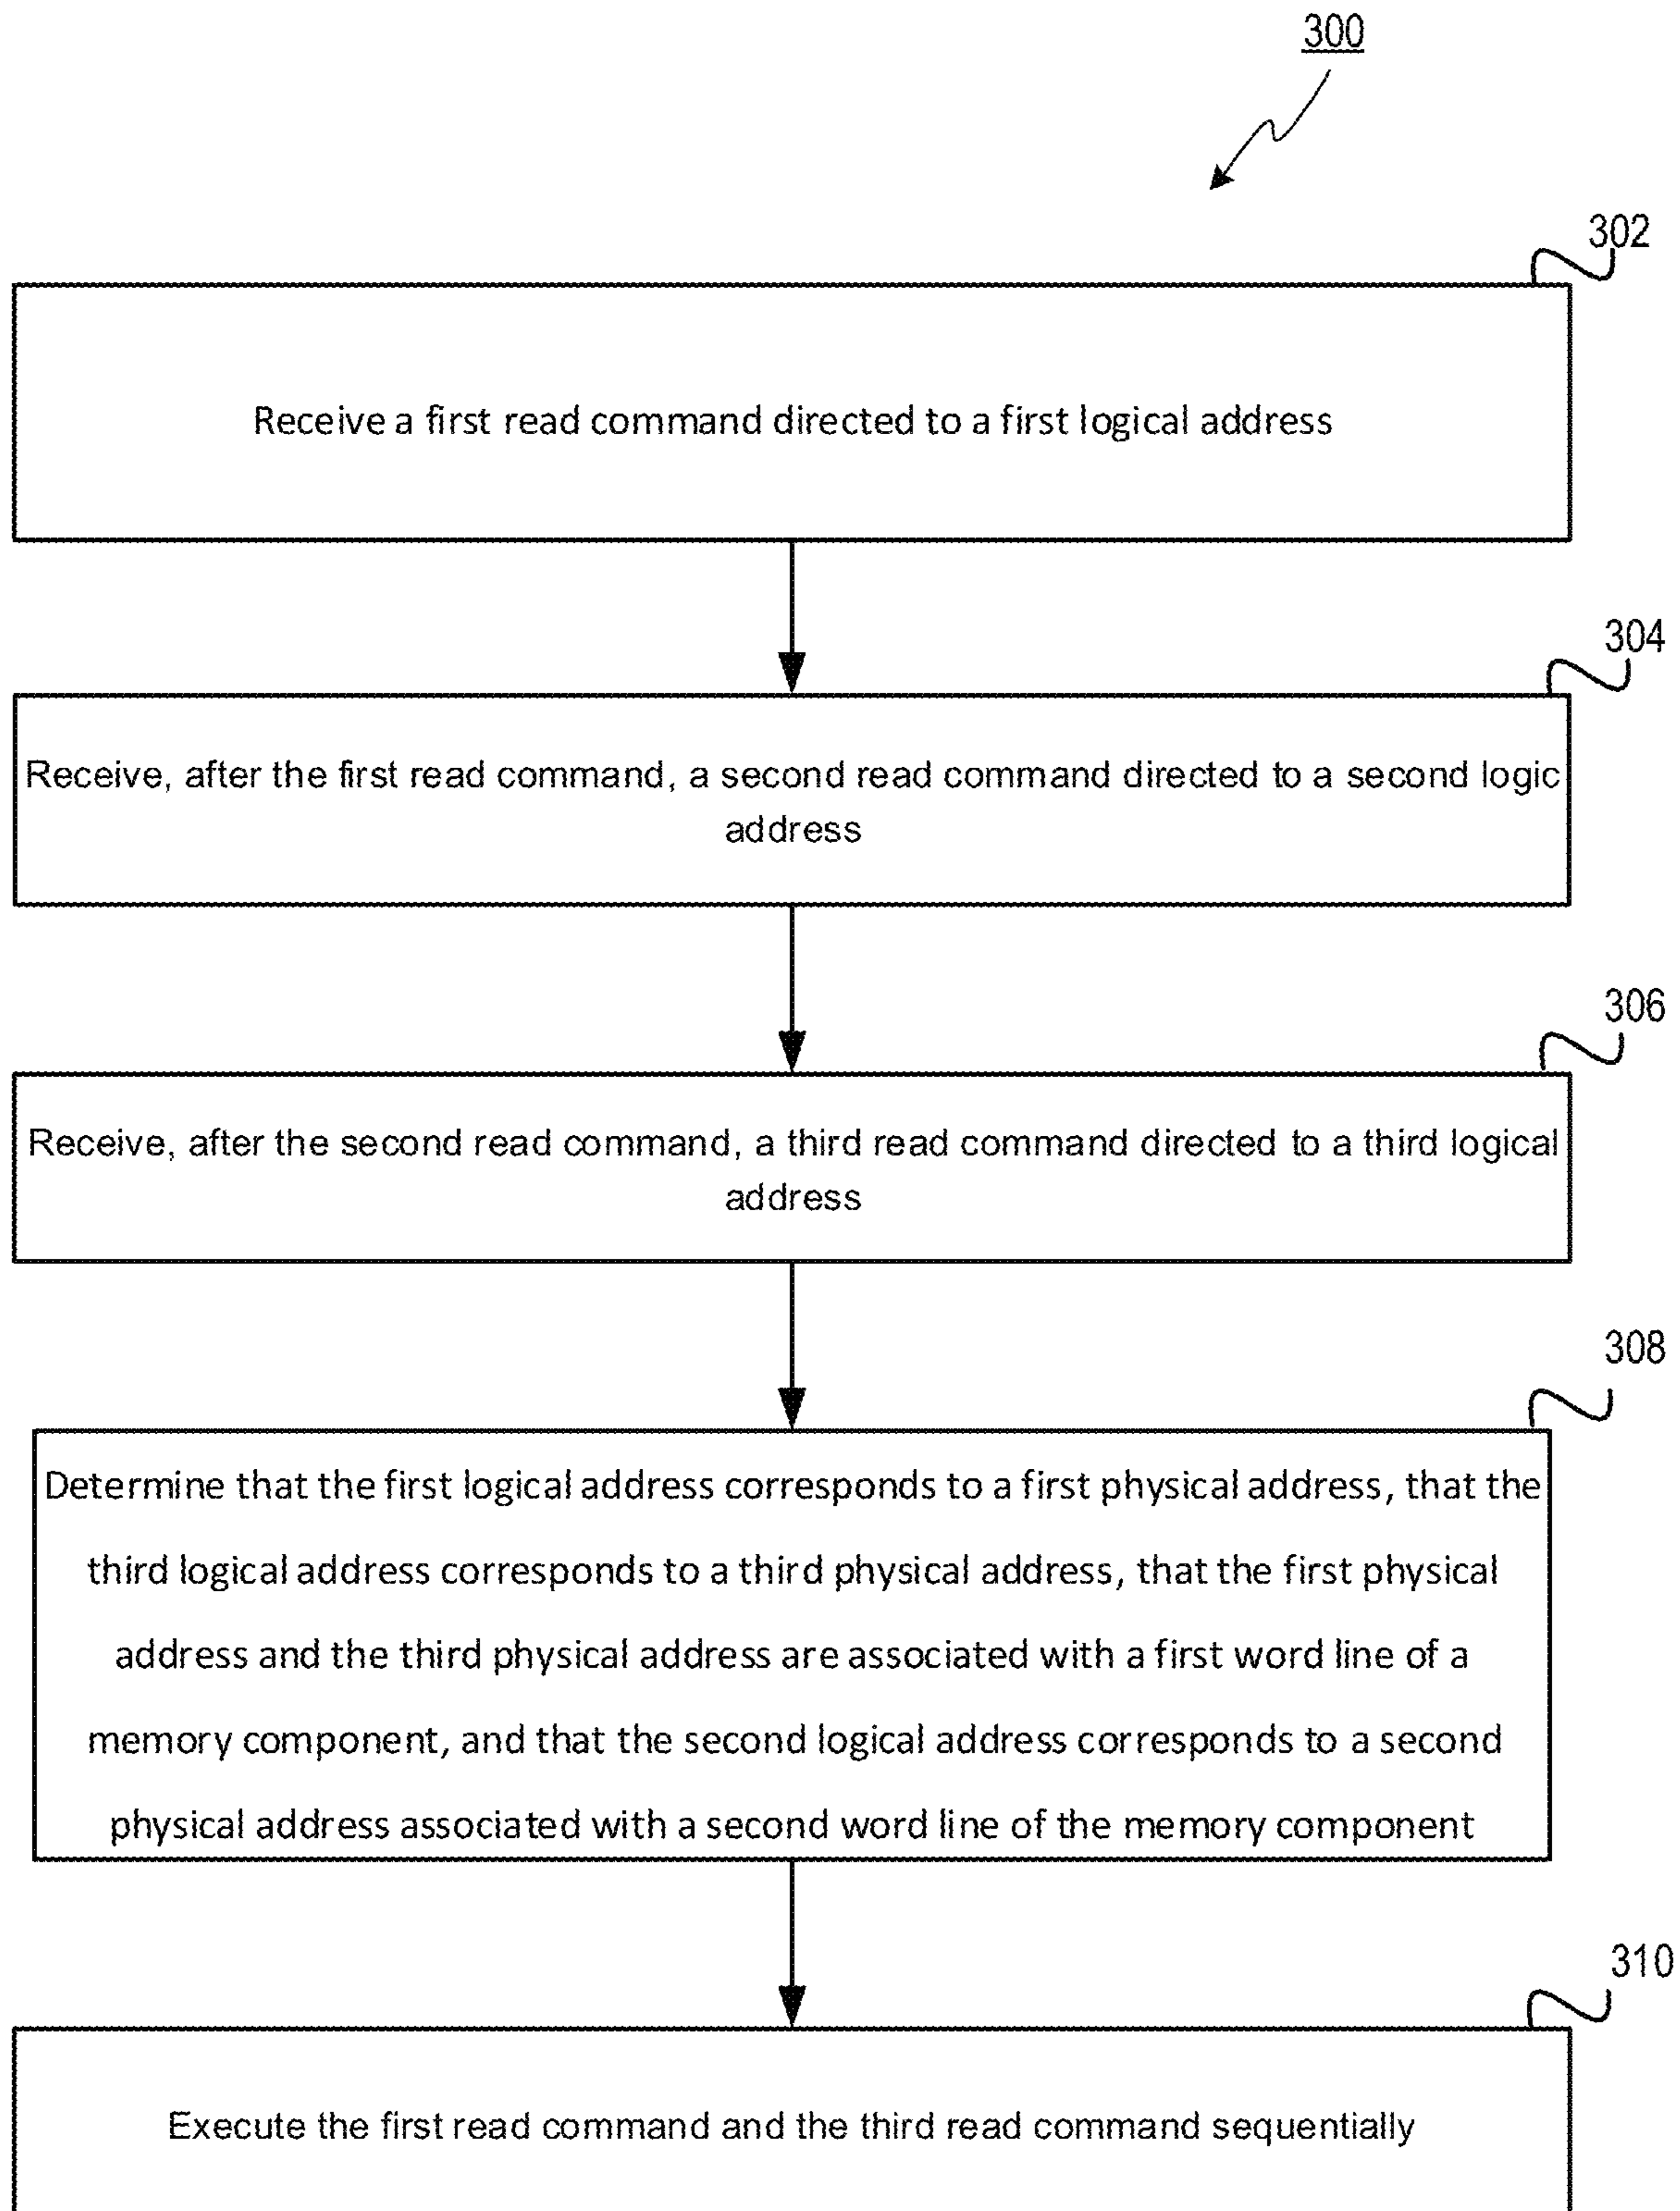 300
302
Receive a first read command directed to a first logical address
304
Receive, after the first read command, a second read command directed to a second logic
address
306
Receive, after the second read command, a third read command directed to a third logical
address
308
Determine that the first logical address corresponds to a first physical address, that the
third logical address corresponds to a third physical address, that the first physical
address and the third physical address are associated with a first word line of a
memory component, and that the second logical address corresponds to a second
physical address associated with a second word line of the memory component
310
Execute the first read command and the third read command sequentially